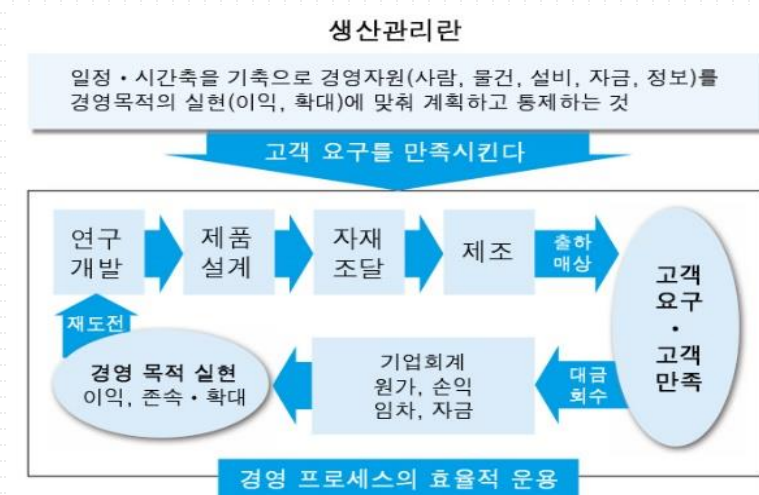 생산관리란
일정・시간축을 기축으로 경영자원(사람, 물건, 설비, 자금, 정보)를
경영목적의 실현(이익, 확대)에 맞춰 계획하고 통제하는 것
고객 요구를 만족시킨다
연구
개발
제품
설계
자재
조달
제조
출하
매상
고객
요구
・
고객
만족
재도전
경영 목적 실현
이익, 존속・확대
기업회계
원가, 손익
임차, 자금
대금
회수
경영 프로세스의 효율적 운용